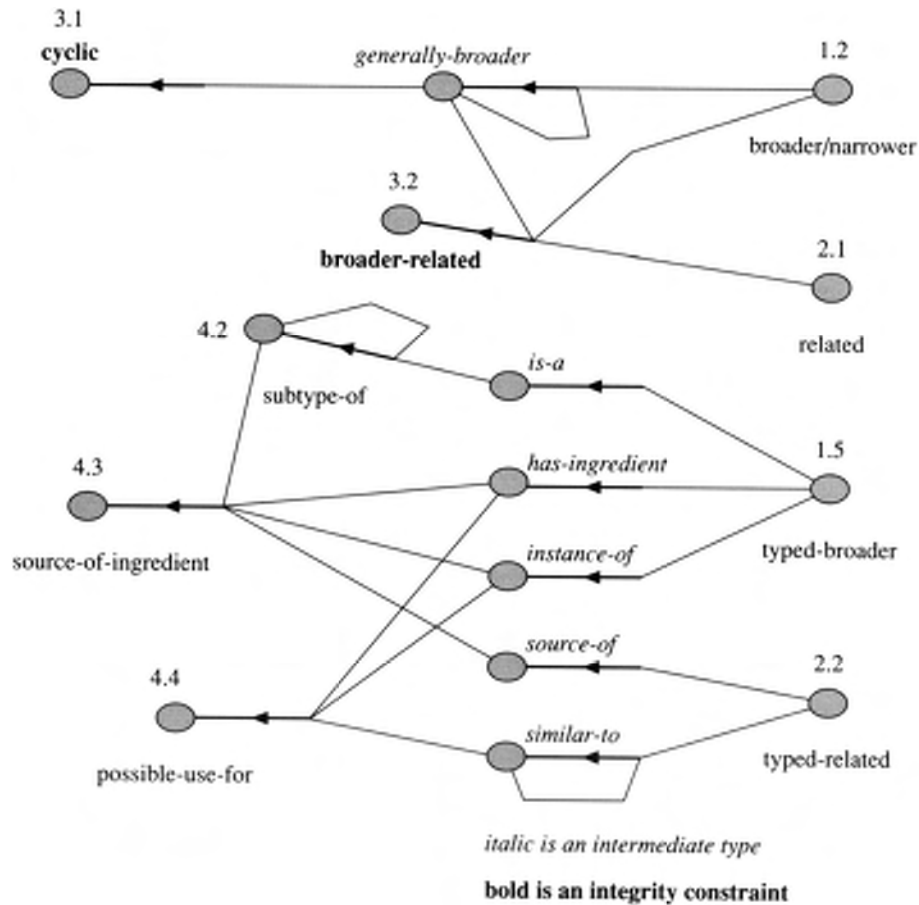 3.1
cyclic
generally-broader
1.2
broader/narrower
3.2
broader-related
2.1
related
4.2
subtype-of
is-a
4.3
source-of-ingredient
has-ingredient
1.5
typed-broader
instance-of
source-of
2.2
typed-related
4.4
possible-use-for
similar-to
italic is an intermediate type
bold is an integrity constraint